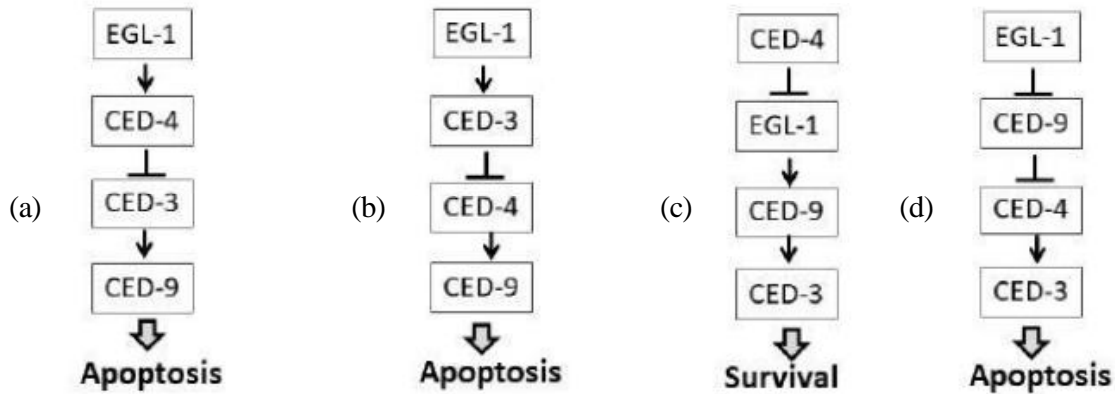 EGL-1 EGL-1 CED-4 EGL-1
CED-4 CED-3 EGL-1 CED-9
(a) CED-3 (b) CED-4 (c) CED-9 (d) CED-4
CED-9 CED-9 CED-3 CED-3
Apoptosis Apoptosis Survival Apoptosis